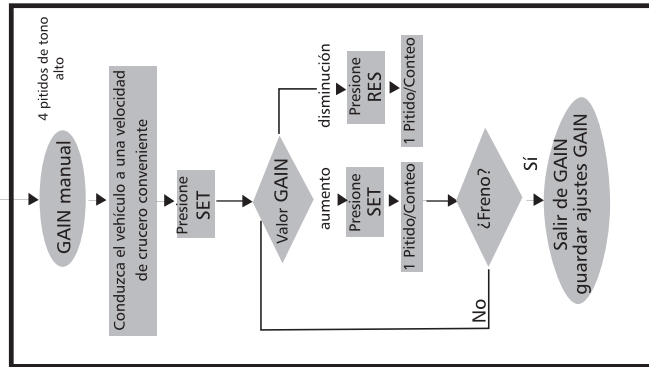 4 pitidos de tono
alto
GAIN manual
Conduzca el vehículo a una velocidad
de crucero conveniente
Presione
SET
Valor GAIN
aumento
Presione
SET
1 Pitido/Conteo
disminución
Presione
RES
1 Pitido/Conteo
¿Freno?
No
Sí
Salir de GAIN
guardar ajustes GAIN